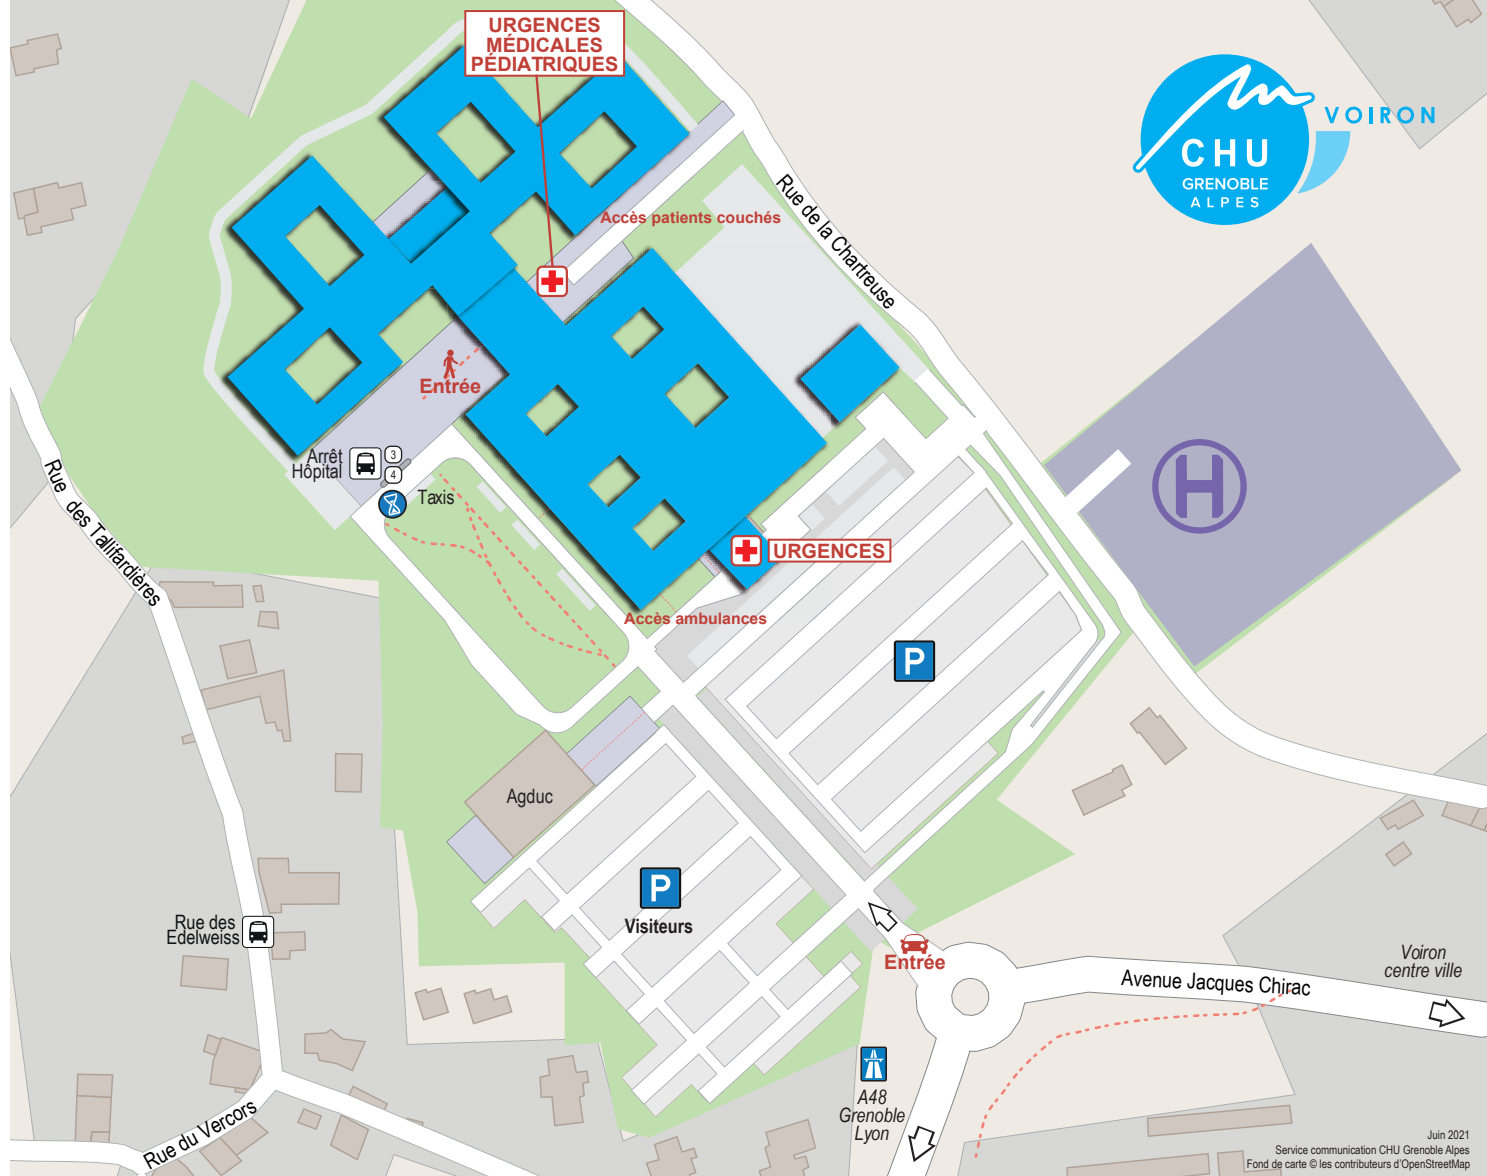 URGENCES
MÉDICALES
PÉDIATRIQUES
VOIRON
CHU
GRENOBLE
ALPES
Rue de la Chartreuse
Accès patients couchés
Entrée
Arrêt
Hôpital
3
4
Taxis
H
Rue des Tallifardières
URGENCES
Accès ambulances
P
Agduc
P
Visiteurs
Rue des
Edelweiss
Entrée
Voiron
centre ville
Avenue Jacques Chirac
A48
Grenoble
Lyon
Rue du Vercors
Juin 2021
Service communication CHU Grenoble Alpes
Fond de carte © les contributeurs d'OpenStreetMap